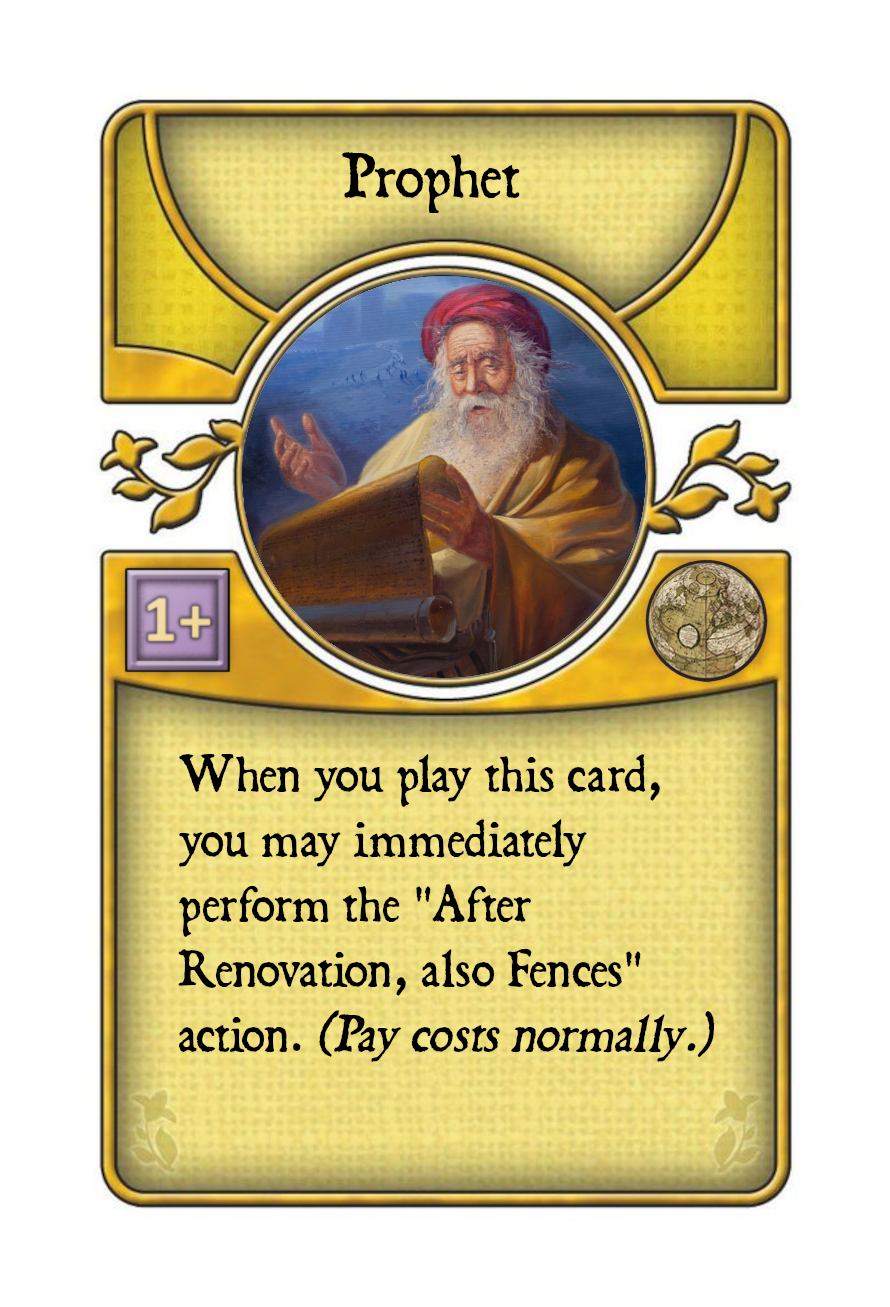 Prophet
1+
When you play this card,
you may immediately
perform the "After
Renovation, also Fences"
action. (Pay costs normally.)